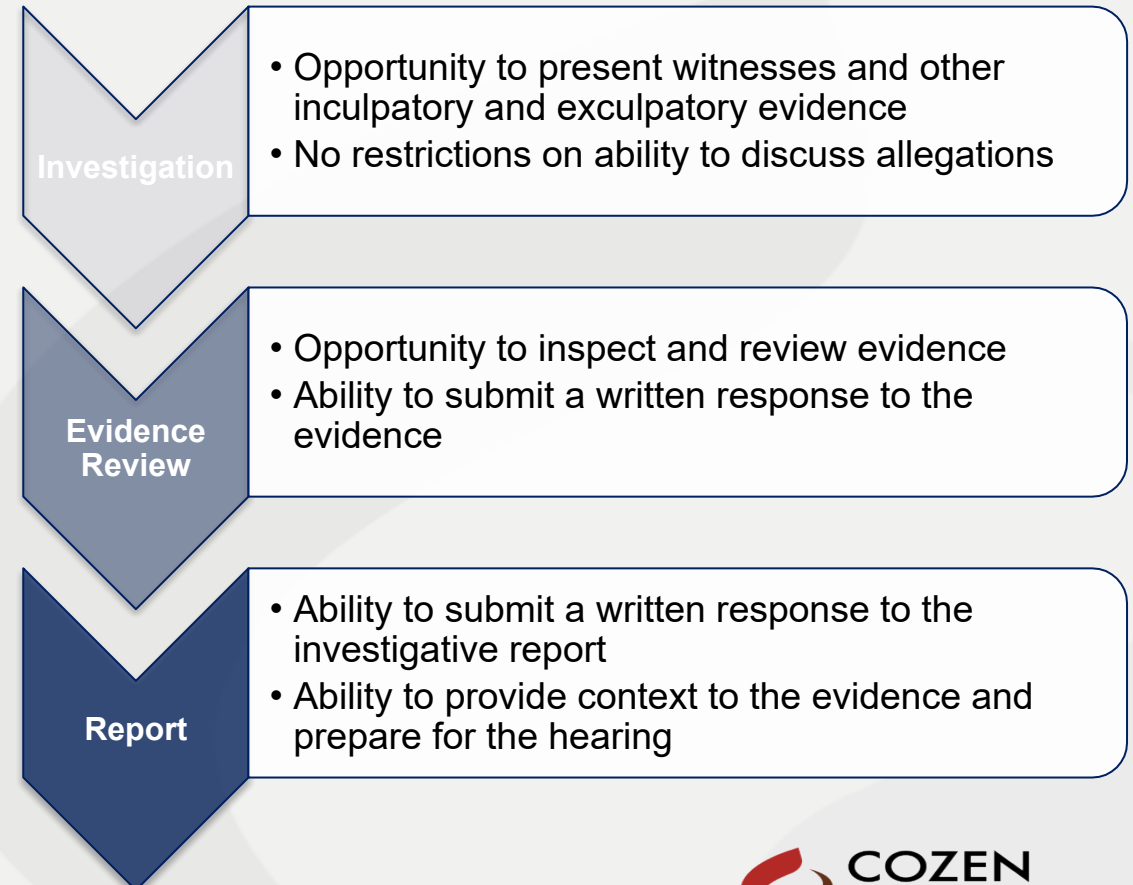 Investigation
• Opportunity to present witnesses and other
inculpatory and exculpatory evidence
• No restrictions on ability to discuss allegations
Evidence
Review
• Opportunity to inspect and review evidence
• Ability to submit a written response to the
evidence
Report
• Ability to submit a written response to the
investigative report
• Ability to provide context to the evidence and
prepare for the hearing
COZEN